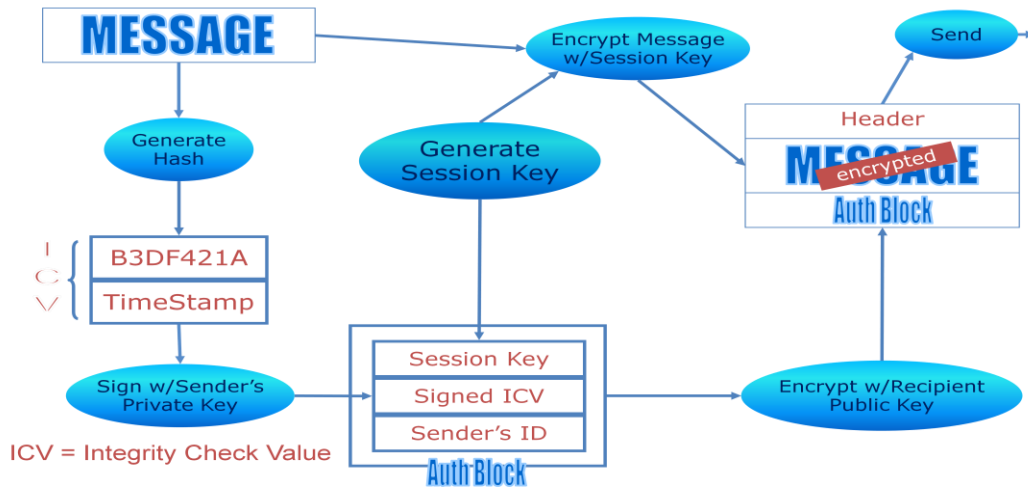 MESSAGE
Encrypt Message
w/Session Key
Send
Generate
Hash
Generate
Session Key
Header
MESSAGE
encrypted
Auth Block
I
C
V
B3DF421A
TimeStamp
Sign w/Sender's
Private Key
Session Key
Signed ICV
Sender's ID
Auth Block
Encrypt w/Recipient
Public Key
ICV = Integrity Check Value